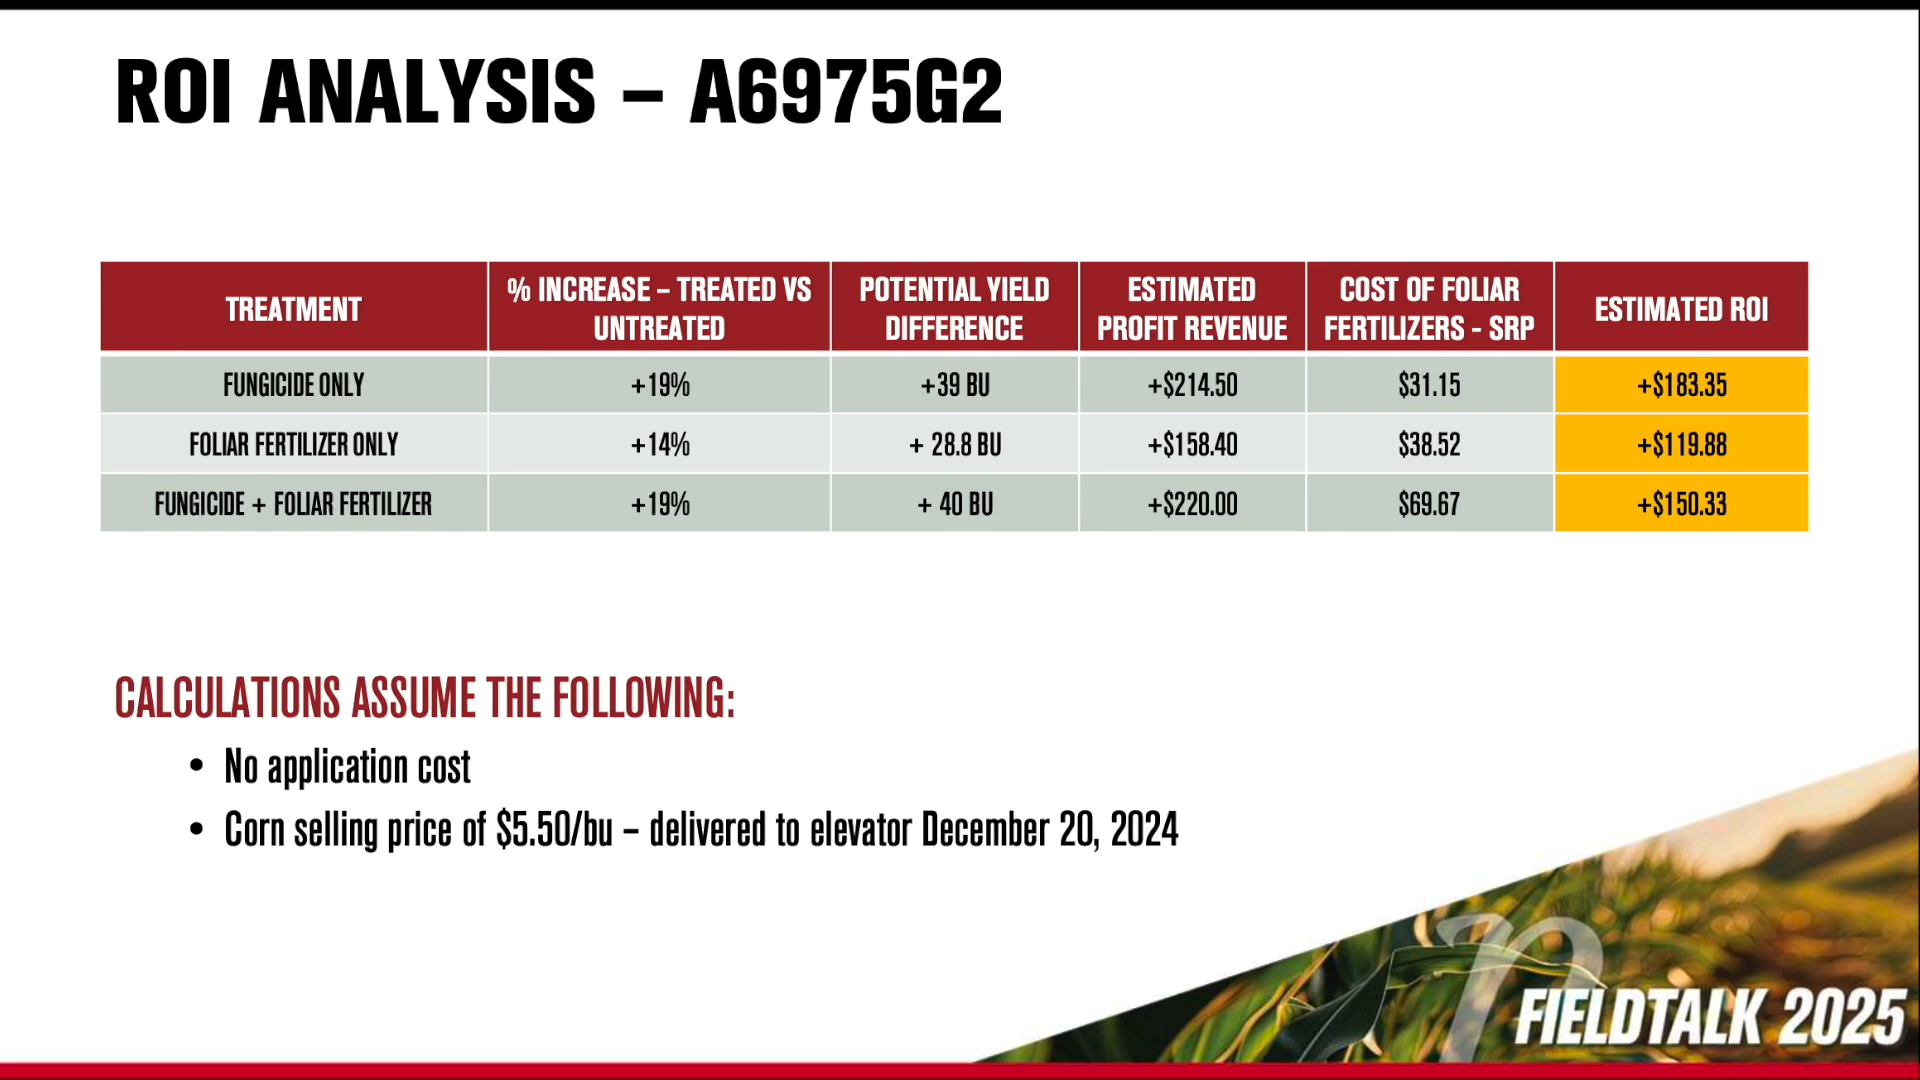 ROI ANALYSIS – A6975G2
TREATMENT
% INCREASE – TREATED VS
UNTREATED
POTENTIAL YIELD
DIFFERENCE
ESTIMATED
PROFIT REVENUE
COST OF FOLIAR
FERTILIZERS - SRP
ESTIMATED ROI
FUNGICIDE ONLY
+19%
+39 BU
+$214.50
$31.15
+$183.35
FOLIAR FERTILIZER ONLY
+14%
+ 28.8 BU
+$158.40
$38.52
+$119.88
FUNGICIDE + FOLIAR FERTILIZER
+19%
+ 40 BU
+$220.00
$69.67
+$150.33
CALCULATIONS ASSUME THE FOLLOWING:
• No application cost
• Corn selling price of $5.50/bu – delivered to elevator December 20, 2024
FIELDTALK 2025